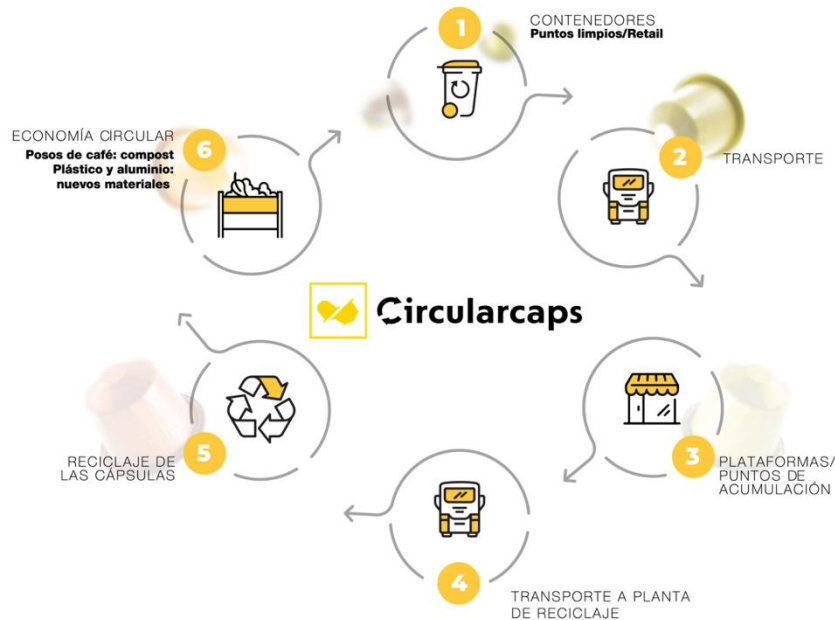 1
CONTENEDORES
Puntos limpios/Retail
2
TRANSPORTE
3
PLATAFORMAS/
PUNTOS DE
ACUMULACIÓN
4
TRANSPORTE A PLANTA
DE RECICLAJE
5
RECICLAJE DE
LAS CÁPSULAS
6
ECONOMÍA CIRCULAR
Posos de café: compost
Plástico y aluminio:
nuevos materiales
Circularcaps